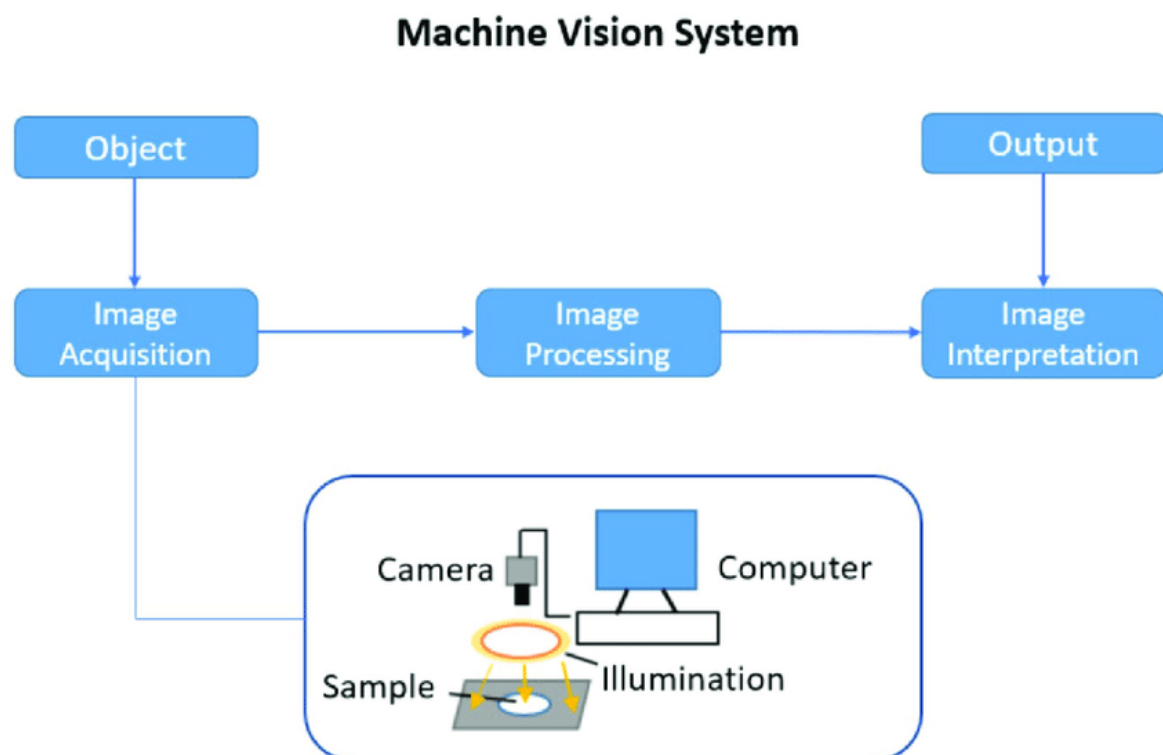 Machine Vision System
Object
Output
Image
Acquisition
Image
Processing
Image
Interpretation
Camera
Computer
Sample
Illumination